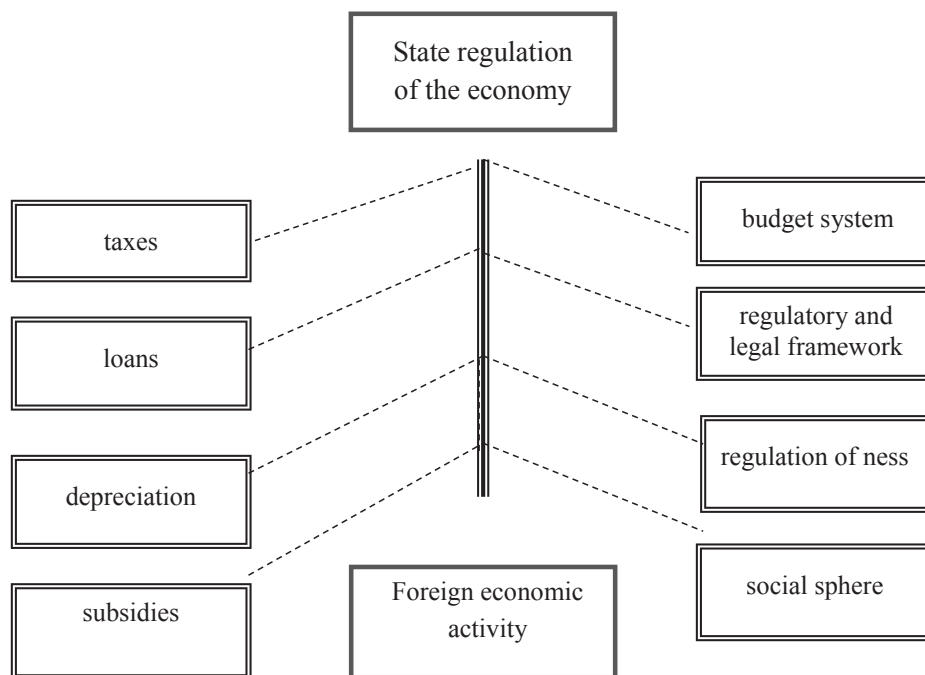 State regulation
of the economy
taxes
budget system
loans
regulatory and
legal framework
depreciation
regulation of ness
subsidies
Foreign economic
activity
social sphere